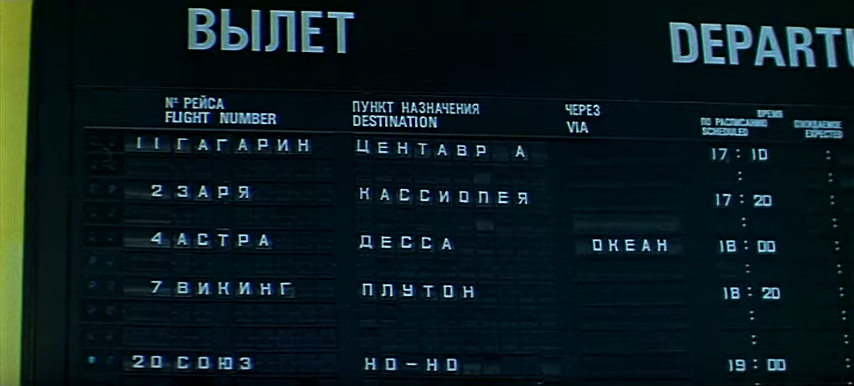 ВЫЛЕТ DEPARTU
№ РЕЙСА ПУНКТ НАЗНАЧЕНИЯ ЧЕРЕЗ ВРЕМЯ
FLIGHT NUMBER DESTINATION VIA ПО РАСПИСАНИЮ ОЖИДАЕМОЕ
SCHEDULED EXPECTED
11 ГАГАРИН ЦЕНТАВР А 17:10
2 ЗАРЯ КАССИОПЕЯ 17:20
4 АСТРА ДЕССА ОКЕАН 18:00
7 ВИКИНГ ПЛУТОН 18:20
20 СОЮЗ НО-НО 19:00